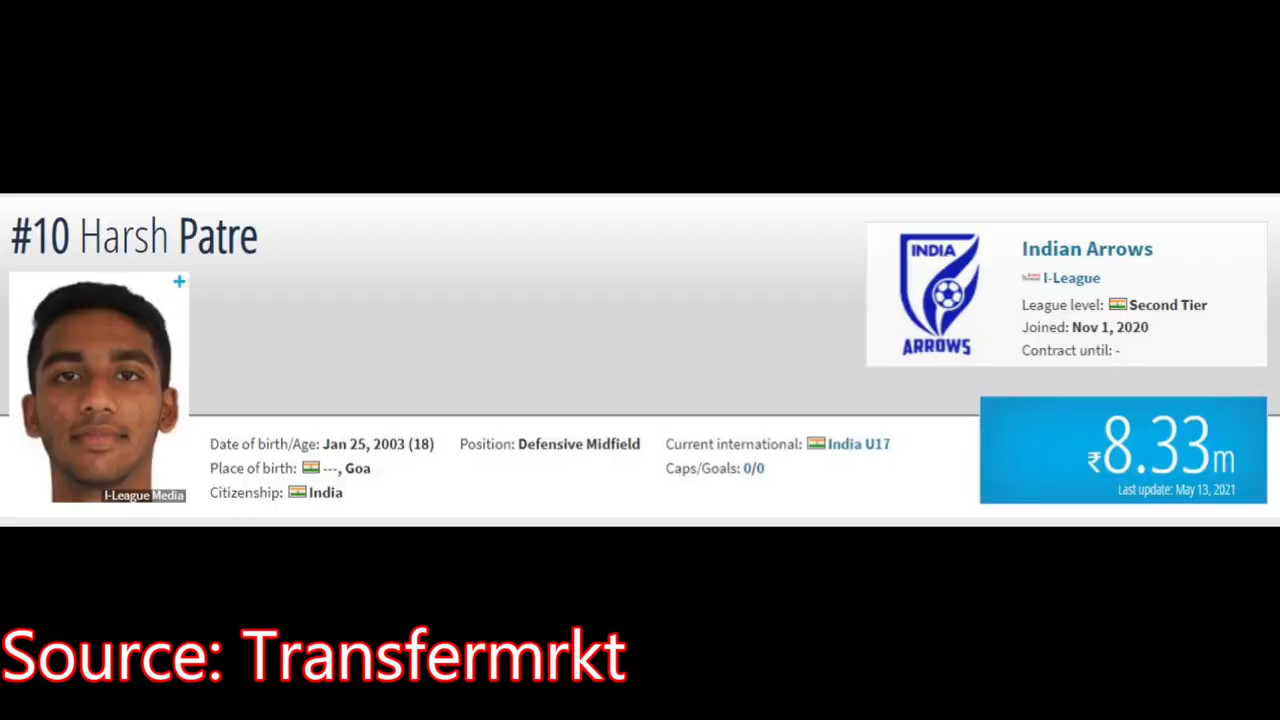 #10 Harsh Patre
INDIA
ARROWS
Indian Arrows
I-League
League level: Second Tier
Joined: Nov 1, 2020
Contract until: -
+
I-League Media
Date of birth/Age: Jan 25, 2003 (18)
Place of birth: ---, Goa
Citizenship: India
Position: Defensive Midfield
Current international: India U17
Caps/Goals: 0/0
₹8.33m
Last update: May 13, 2021
Source: Transfermrkt